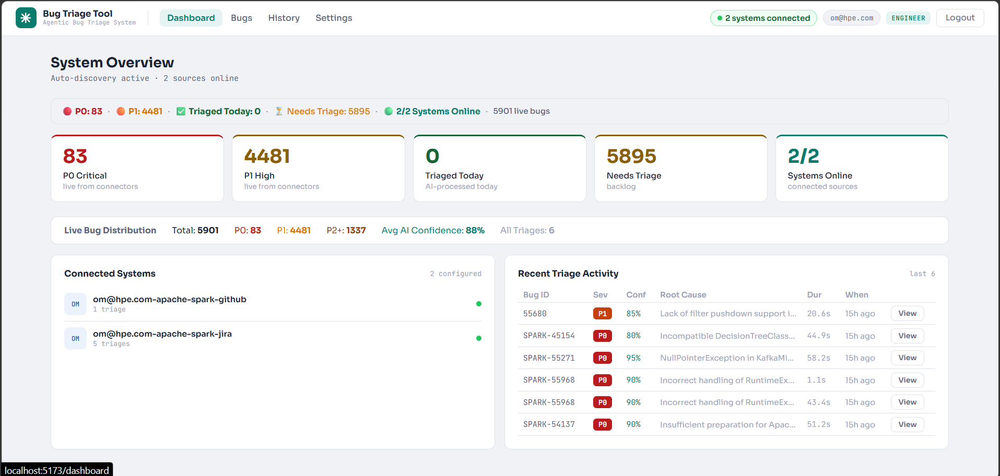 Bug Triage Tool
Agentic Bug Triage System
Dashboard Bugs History Settings
2 systems connected om@hpe.com ENGINEER Logout
System Overview
Auto-discovery active · 2 sources online
P0: 83 · P1: 4481 · Triaged Today: 0 · Needs Triage: 5895 · 2/2 Systems Online · 5901 live bugs
83
P0 Critical
live from connectors
4481
P1 High
live from connectors
0
Triaged Today
AI-processed today
5895
Needs Triage
backlog
2/2
Systems Online
connected sources
Live Bug Distribution Total: 5901 P0: 83 P1: 4481 P2+: 1337 Avg AI Confidence: 88% All Triages: 6
Connected Systems 2 configured
OM om@hpe.com-apache-spark-github
1 triage
OM om@hpe.com-apache-spark-jira
5 triages
Recent Triage Activity last 6
Bug ID Sev Conf Root Cause Dur When
55680 P1 85% Lack of filter pushdown support i... 20.6s 15h ago View
SPARK-45154 P0 80% Incompatible DecisionTreeClass... 44.9s 15h ago View
SPARK-55271 P0 95% NullPointerException in KafkaMi... 58.2s 15h ago View
SPARK-55968 P0 90% Incorrect handling of RuntimeEx... 1.1s 15h ago View
SPARK-55968 P0 90% Incorrect handling of RuntimeEx... 43.4s 15h ago View
SPARK-54137 P0 90% Insufficient preparation for Apac... 51.2s 15h ago View
localhost:5173/dashboard